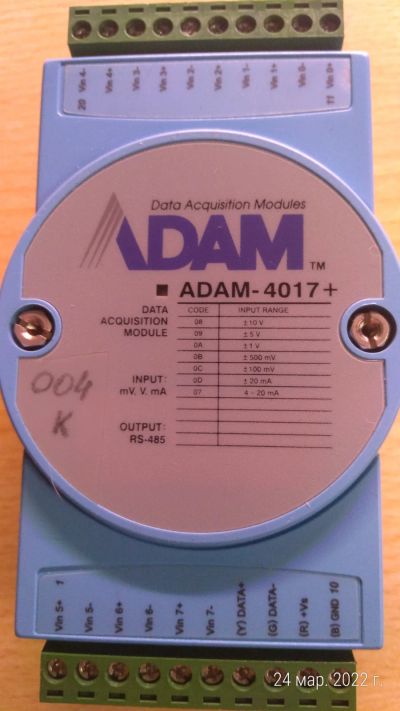 20 Vin 4- Vin 4+ Vin 3- Vin 3+ Vin 2- Vin 2+ Vin 1- Vin 1+ Vin 0- 11 Vin 0+
Data Acquisition Modules
ADAM TM
ADAM-4017+
DATA
ACQUISITION
MODULE
INPUT:
mV, V, mA
OUTPUT:
RS-485
CODE INPUT RANGE
08 ± 10 V
09 ± 5 V
0A ± 1 V
0B ± 500 mV
0C ± 100 mV
0D ± 20 mA
07 4 ~ 20 mA
004
K
Vin 5+ 1 Vin 5- Vin 6+ Vin 6- Vin 7+ Vin 7- (Y) DATA+ (G) DATA- (R) +Vs (B) GND 10
24 мар. 2022 г.